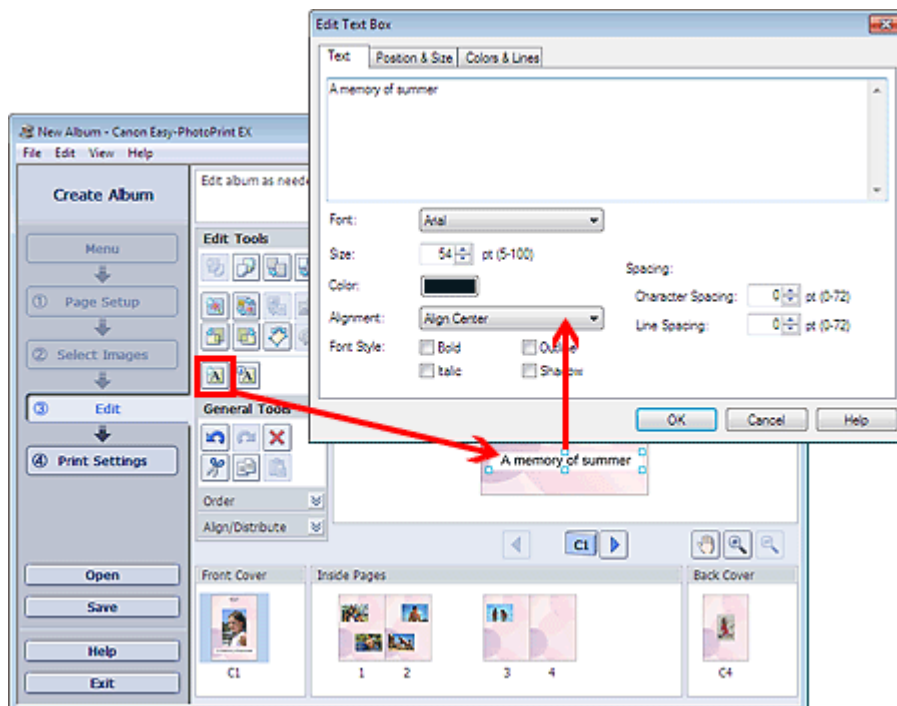 Edit Text Box
Text Position & Size Colors & Lines
A memory of summer
Font: Arial
Size: 54 pt (5-100)
Color:
Alignment: Align Center
Font Style: Bold Outline
Italic Shadow
Spacing:
Character Spacing: 0 pt (0-72)
Line Spacing: 0 pt (0-72)
OK Cancel Help
New Album - Canon Easy-PhotoPrint EX
File Edit View Help
Create Album
Menu
① Page Setup
② Select Images
③ Edit
④ Print Settings
Open
Save
Help
Exit
Edit album as neede
Edit Tools
A A
General Tools
Order
Align/Distribute
A memory of summer
C1
Front Cover Inside Pages Back Cover
C1 1 2 3 4 C4